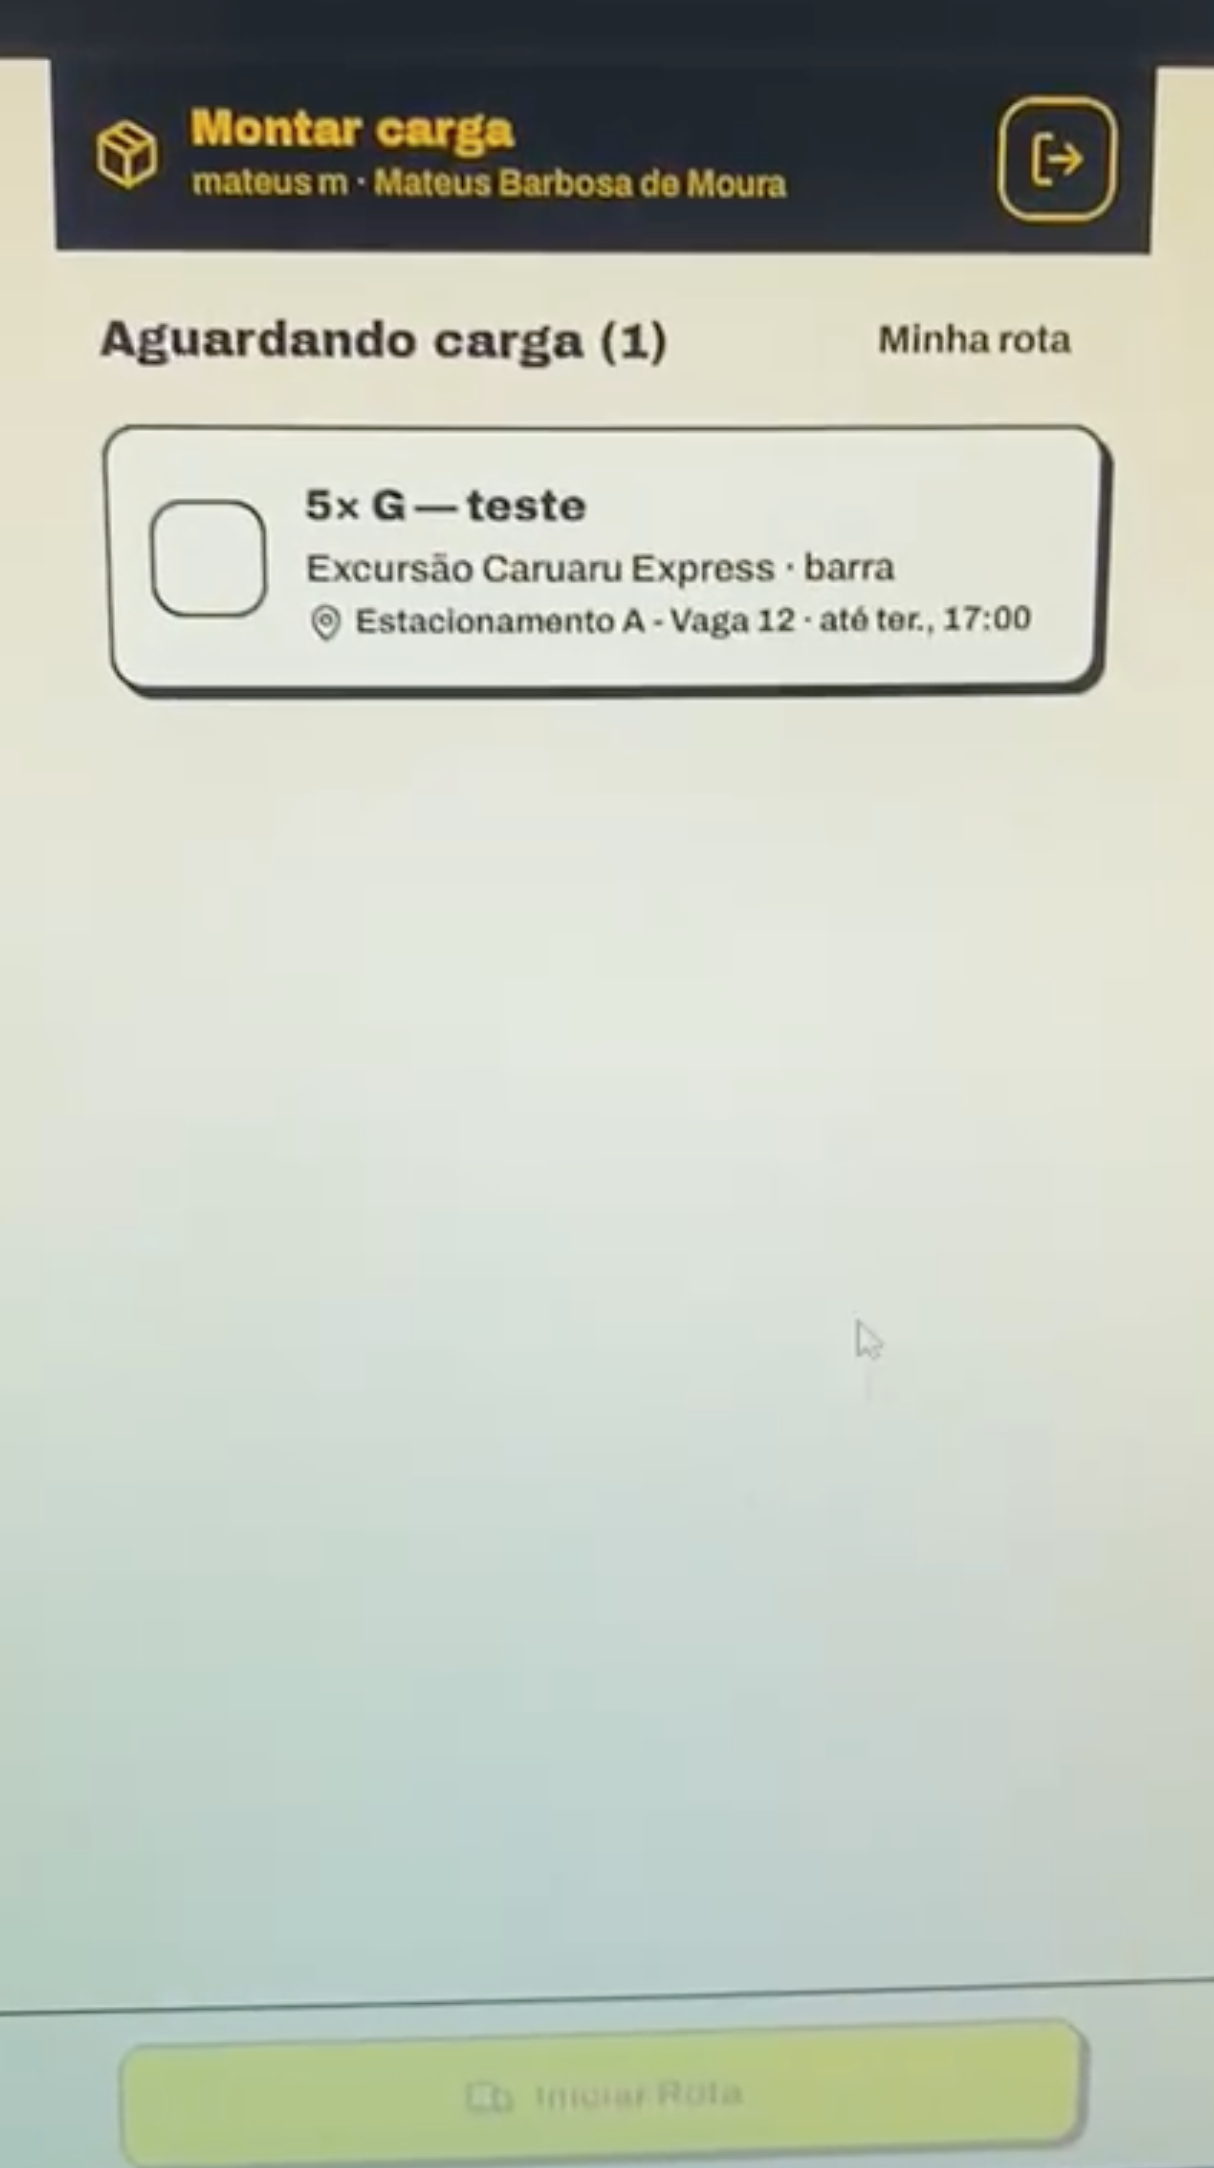 Montar carga
mateus m · Mateus Barbosa de Moura
Aguardando carga (1)
Minha rota
5x G — teste
Excursão Caruaru Express · barra
Estacionamento A - Vaga 12 · até ter., 17:00
Iniciar Rota